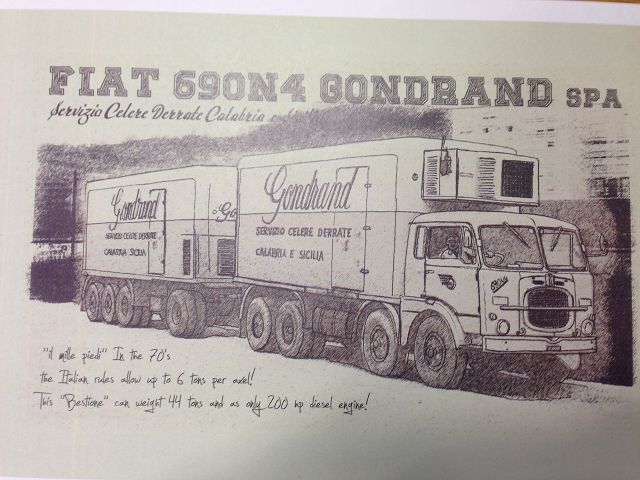 FIAT 690N4 GONDRAND SPA
Servizio Celere Derrate Calabria e
Gondrand
SERVIZIO CELERE DERRATE
CALABRIA SICILIA
Go
Gondrand
SERVIZIO CELERE DERRATE
CALABRIA E SICILIA
"il mille piedi" In the 70's
the Italian rules allow up to 6 tons per axel!
This "Bestione" can weight 44 tons and as only 200 hp diesel engine!